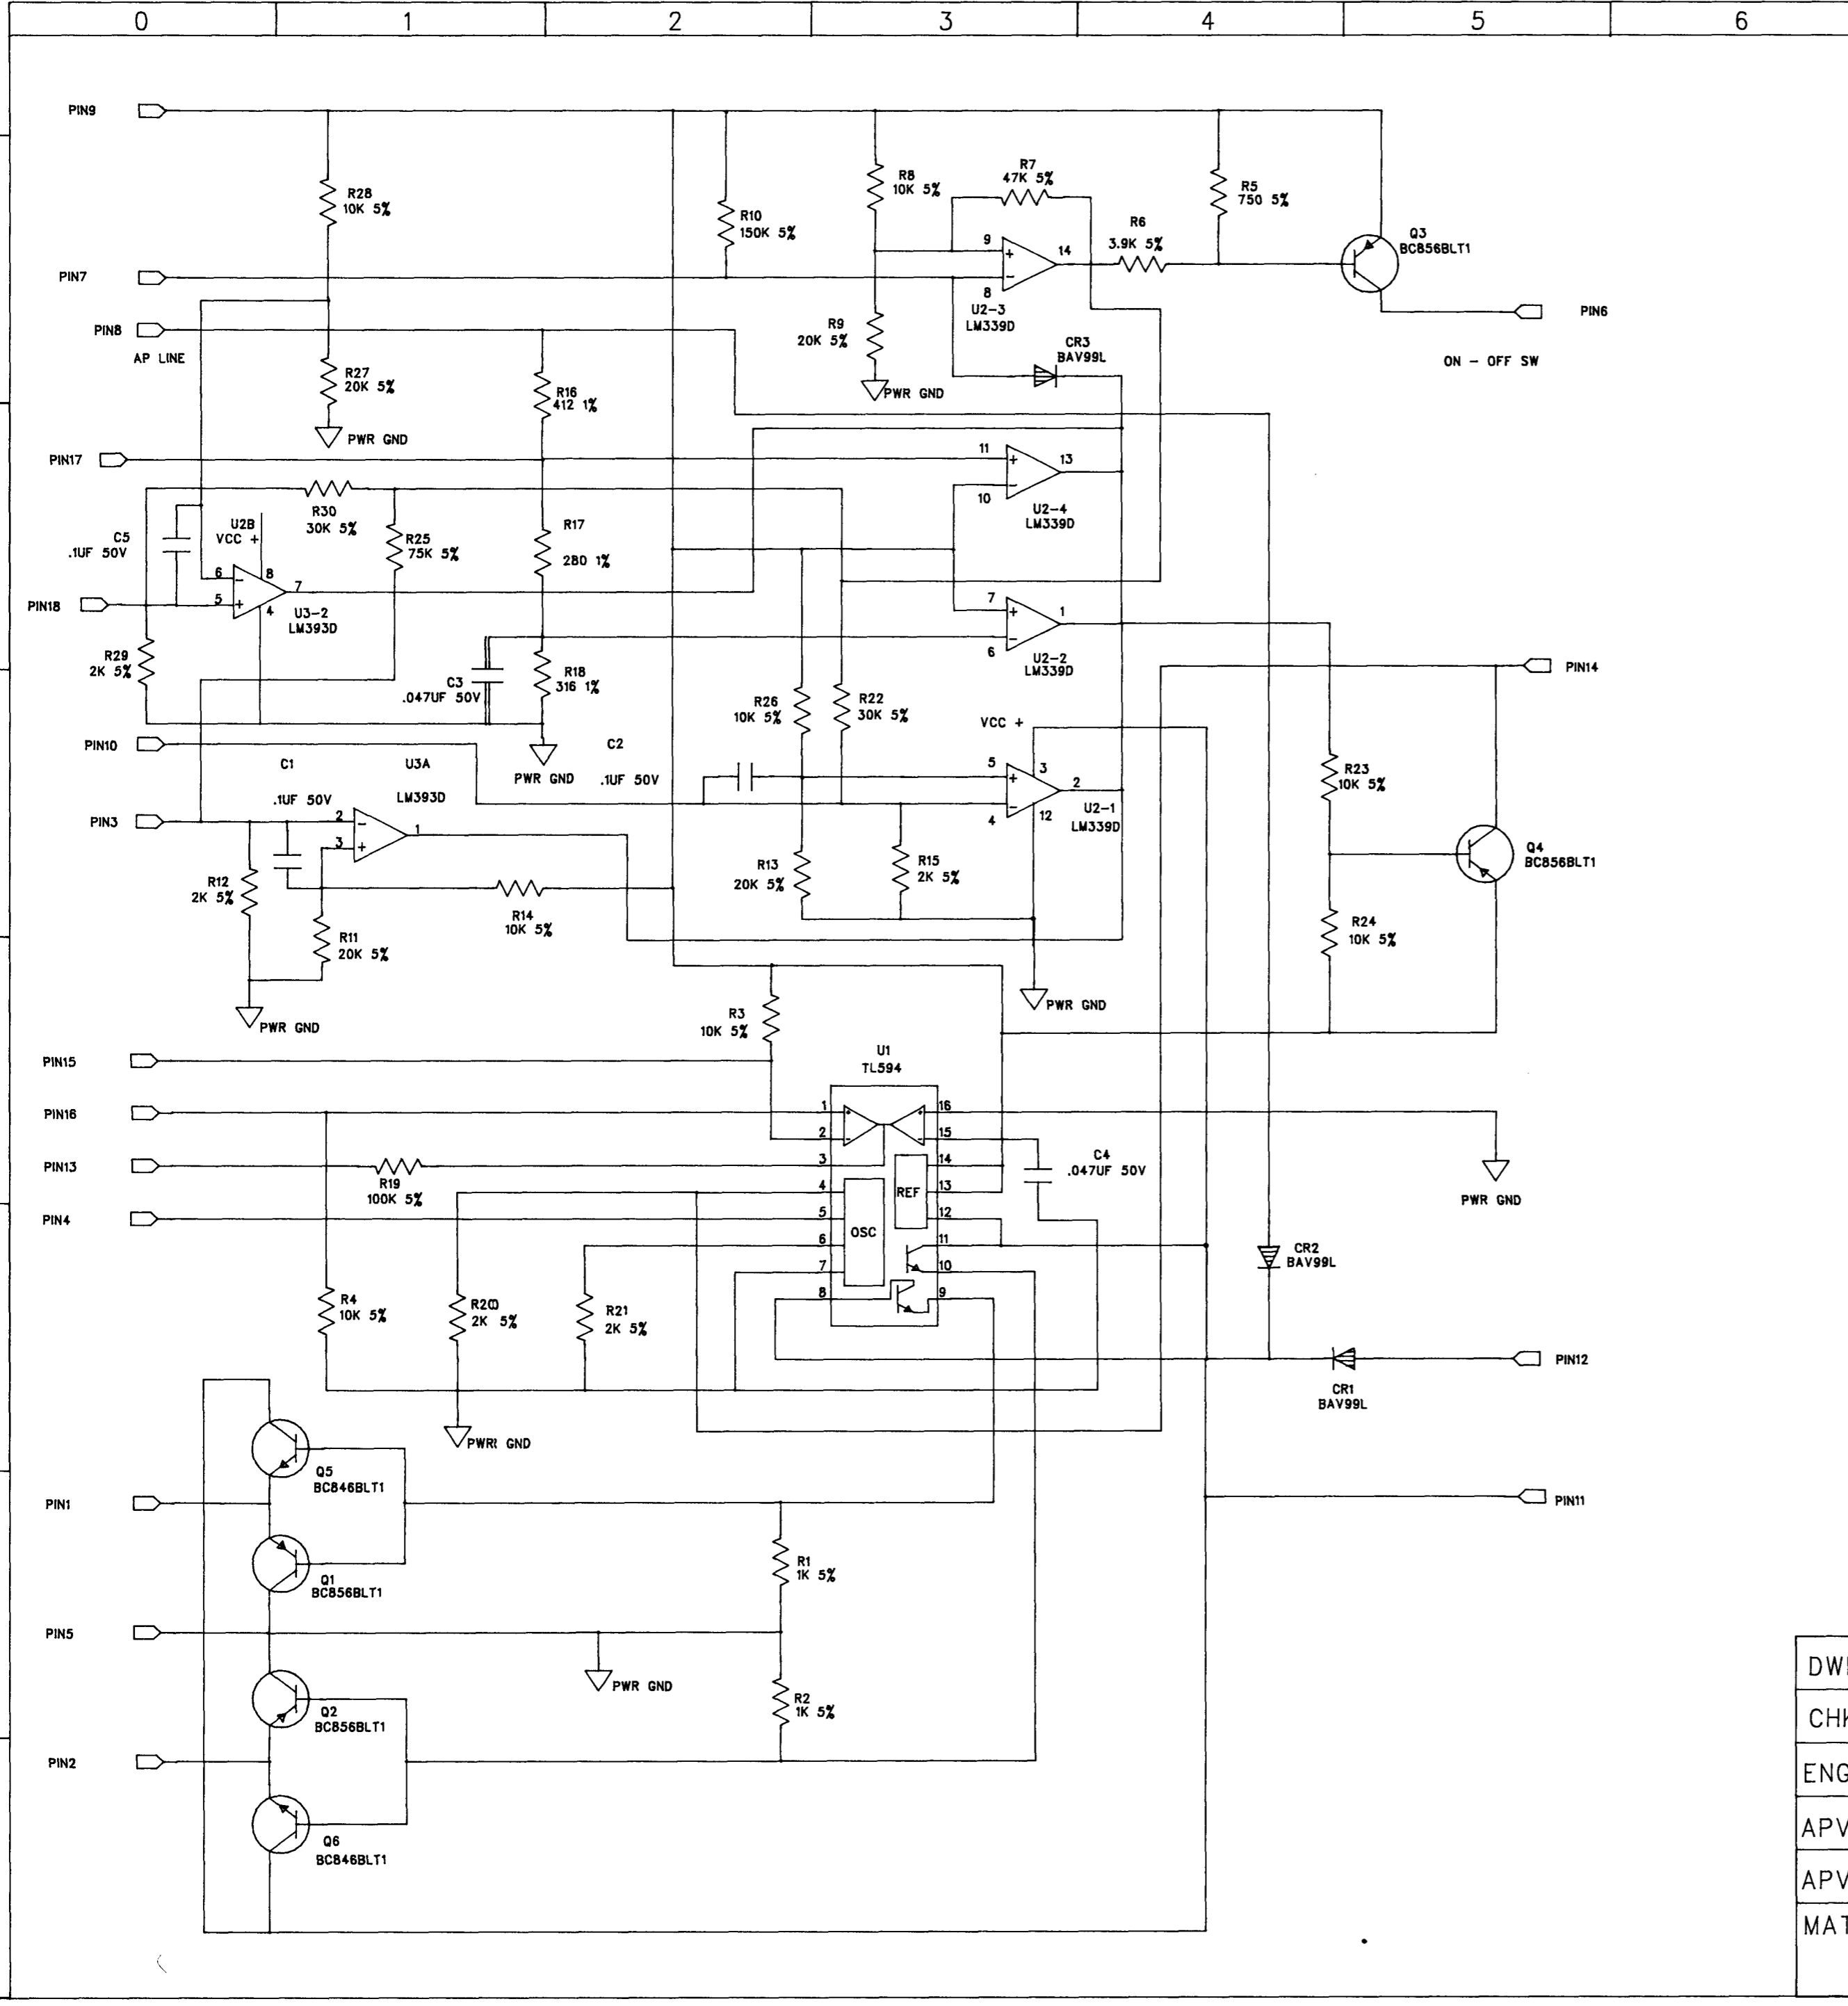 0 1 2 3 4 5 6
PIN9
R28
10K 5%
R10
150K 5%
R8
10K 5%
R7
47K 5%
R6
3.9K 5%
R5
750 5%
Q3
BC856BLT1
9
+
14
-
8
U2-3
LM339D
PIN7
PIN8
AP LINE
PIN6
ON - OFF SW
R27
20K 5%
PWR GND
R16
412 1%
R9
20K 5%
PWR GND
CR3
BAV99L
PIN17
11
+
13
-
10
U2-4
LM339D
R30
30K 5%
R25
75K 5%
R17
280 1%
C5
.1UF 50V
U2B
VCC +
6
-
8
7
5
+
4
U3-2
LM393D
PIN18
7
+
1
-
6
U2-2
LM339D
R29
2K 5%
C3
.047UF 50V
R18
316 1%
PWR GND
R26
10K 5%
R22
30K 5%
VCC +
PIN14
PIN10
C1
.1UF 50V
U3A
LM393D
C2
.1UF 50V
5
+
3
2
-
4
12
U2-1
LM339D
R23
10K 5%
PIN3
2
-
1
3
+
R12
2K 5%
R11
20K 5%
R14
10K 5%
R13
20K 5%
R15
2K 5%
Q4
BC856BLT1
R24
10K 5%
PWR GND
PWR GND
R3
10K 5%
PIN15
U1
TL594
PIN16
1
16
2
-
-
15
PIN13
R19
100K 5%
3
14
C4
.047UF 50V
PWR GND
4
REF
13
PIN4
5
12
OSC
6
11
7
10
8
9
CR2
BAV99L
R4
10K 5%
R20
2K 5%
R21
2K 5%
PWR GND
PIN12
CR1
BAV99L
Q5
BC846BLT1
PIN1
PIN11
Q1
BC856BLT1
R1
1K 5%
PIN5
PWR GND
Q2
BC856BLT1
R2
1K 5%
PIN2
Q6
BC846BLT1
CHK
ENG
APV
APV
MAT